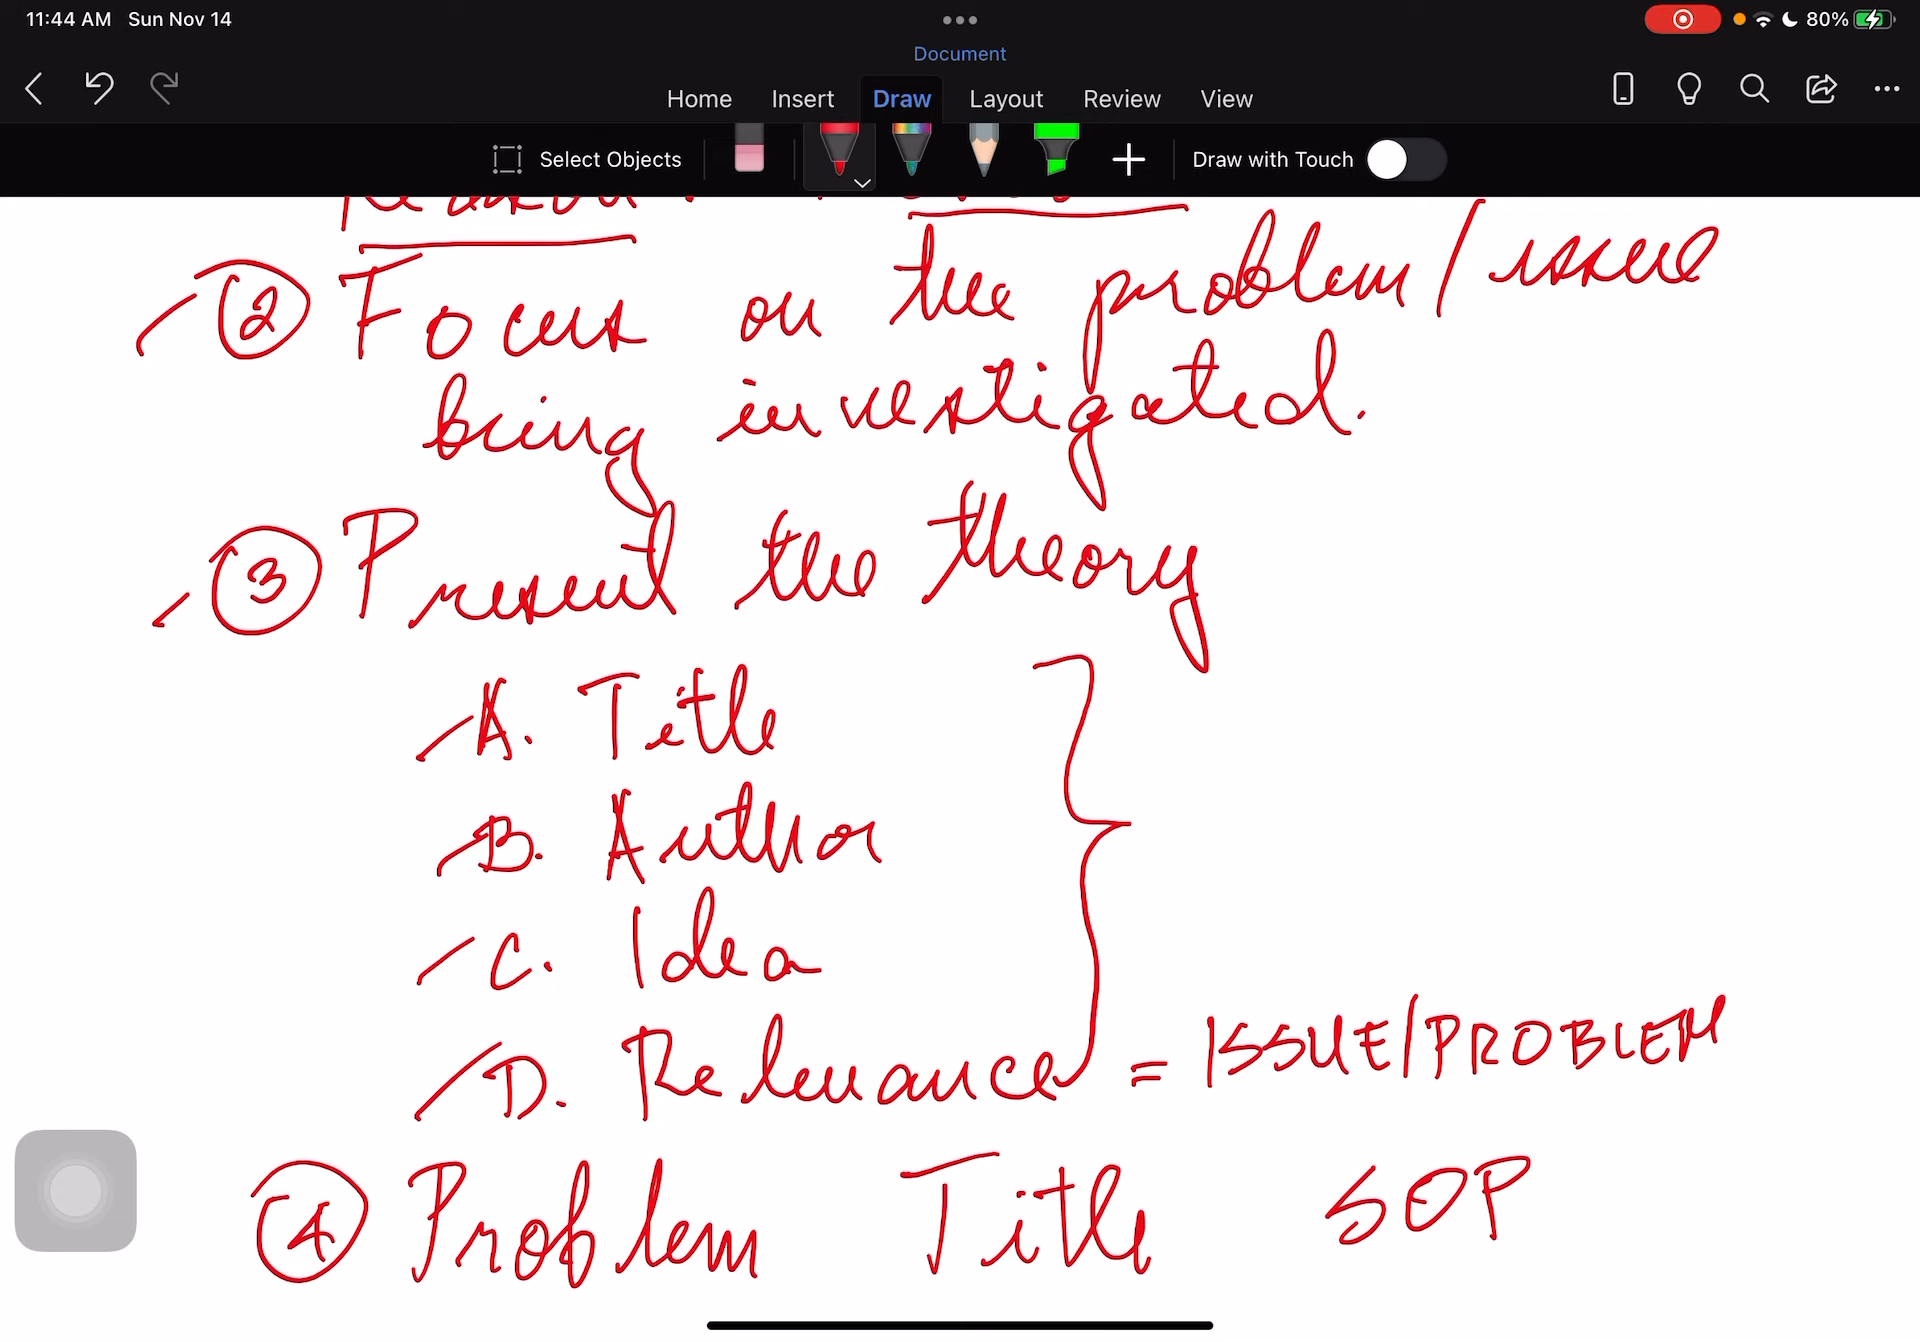 11:44 AM Sun Nov 14
80%
Document
Home Insert Draw Layout Review View
Select Objects
Draw with Touch
2 Focus on the problem/issue
being investigated.
3 Present the theory
A. Title
B. Author
C. Idea
D. Relevance = ISSUE/PROBLEM
4 Problem Title SOP